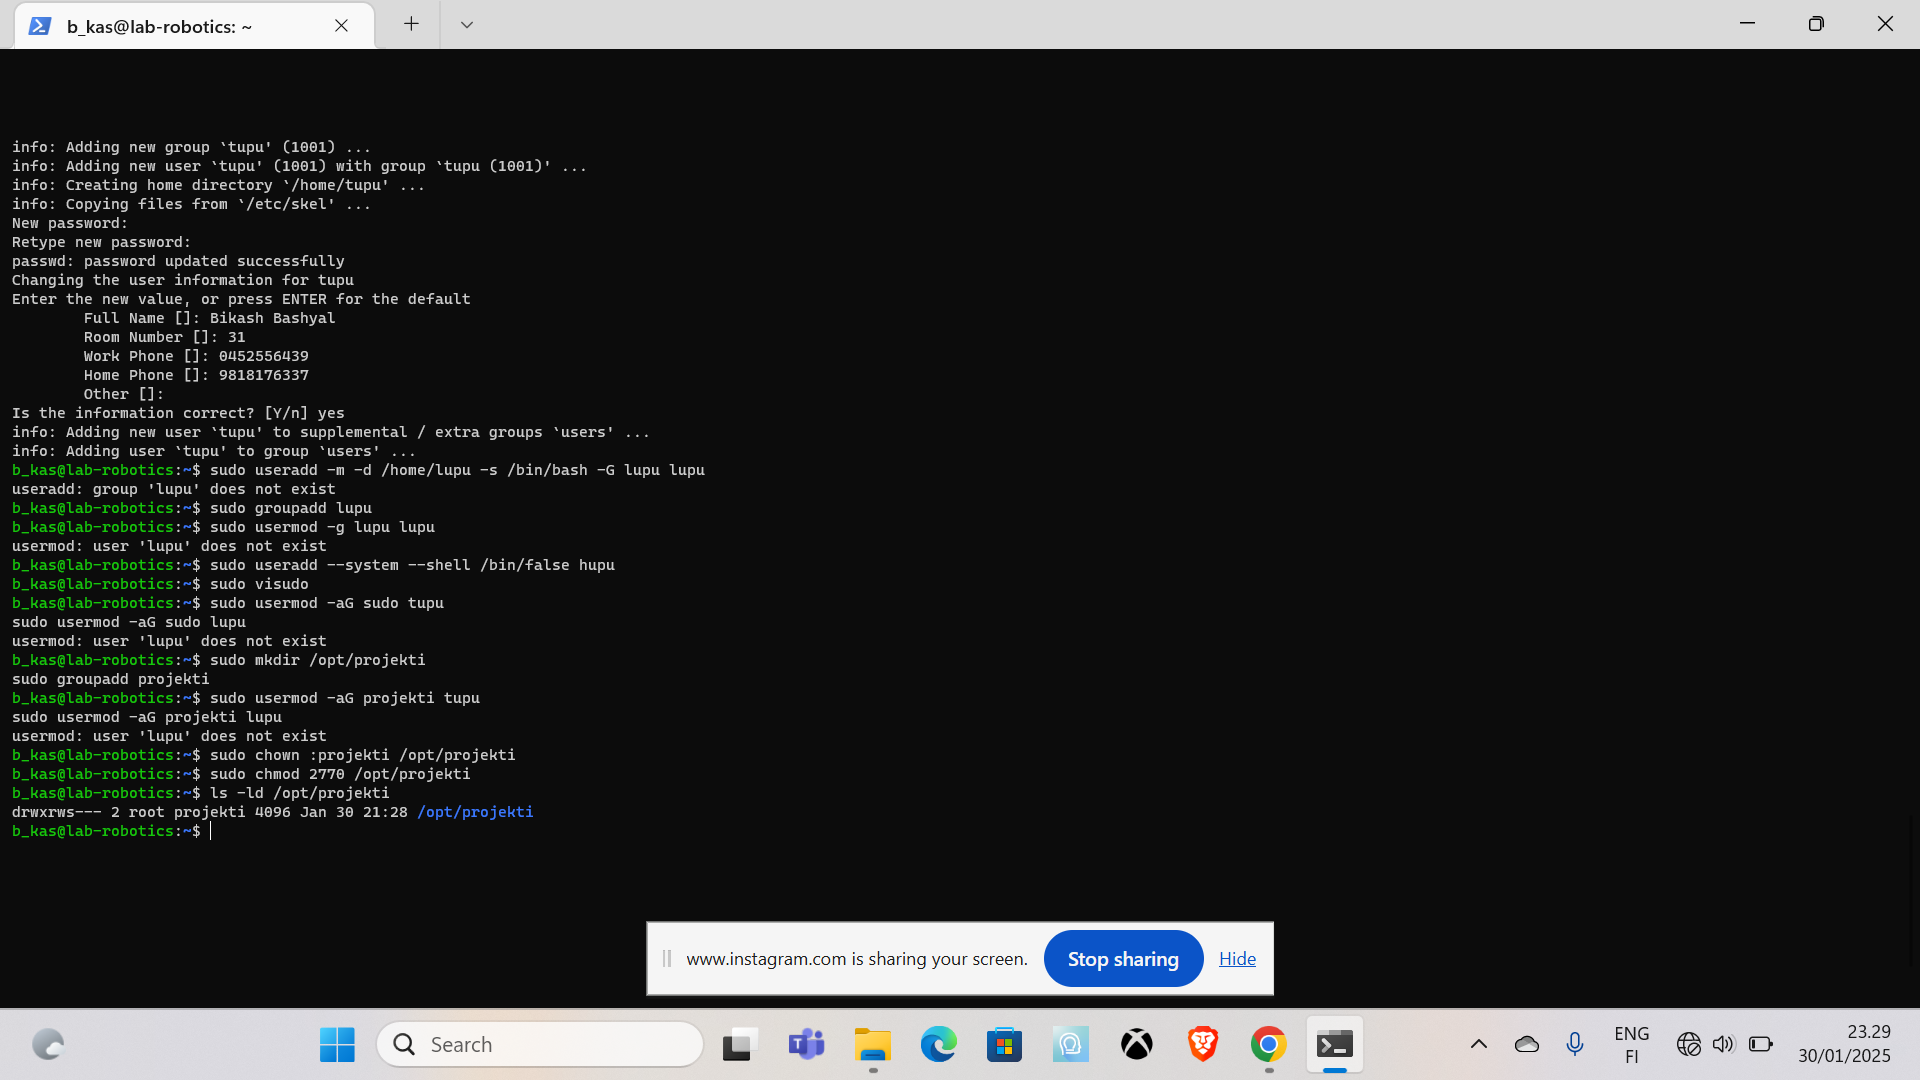 b_kas@lab-robotics: ~
info: Adding new group `tupu' (1001) ...
info: Adding new user `tupu' (1001) with group `tupu (1001)' ...
info: Creating home directory `/home/tupu' ...
info: Copying files from `/etc/skel' ...
New password:
Retype new password:
passwd: password updated successfully
Changing the user information for tupu
Enter the new value, or press ENTER for the default
        Full Name []: Bikash Bashyal
        Room Number []: 31
        Work Phone []: 0452556439
        Home Phone []: 9818176337
        Other []:
Is the information correct? [Y/n] yes
info: Adding new user `tupu' to supplemental / extra groups `users' ...
info: Adding user `tupu' to group `users' ...
b_kas@lab-robotics:~$ sudo useradd -m -d /home/lupu -s /bin/bash -G lupu lupu
useradd: group 'lupu' does not exist
b_kas@lab-robotics:~$ sudo groupadd lupu
b_kas@lab-robotics:~$ sudo usermod -g lupu lupu
usermod: user 'lupu' does not exist
b_kas@lab-robotics:~$ sudo useradd --system --shell /bin/false hupu
b_kas@lab-robotics:~$ sudo visudo
b_kas@lab-robotics:~$ sudo usermod -aG sudo tupu
sudo usermod -aG sudo lupu
usermod: user 'lupu' does not exist
b_kas@lab-robotics:~$ sudo mkdir /opt/projekti
sudo groupadd projekti
b_kas@lab-robotics:~$ sudo usermod -aG projekti tupu
sudo usermod -aG projekti lupu
usermod: user 'lupu' does not exist
b_kas@lab-robotics:~$ sudo chown :projekti /opt/projekti
b_kas@lab-robotics:~$ sudo chmod 2770 /opt/projekti
b_kas@lab-robotics:~$ ls -ld /opt/projekti
drwxrws--- 2 root projekti 4096 Jan 30 21:28 /opt/projekti
b_kas@lab-robotics:~$
www.instagram.com is sharing your screen. Stop sharing Hide
Search
ENG
FI
23.29
30/01/2025